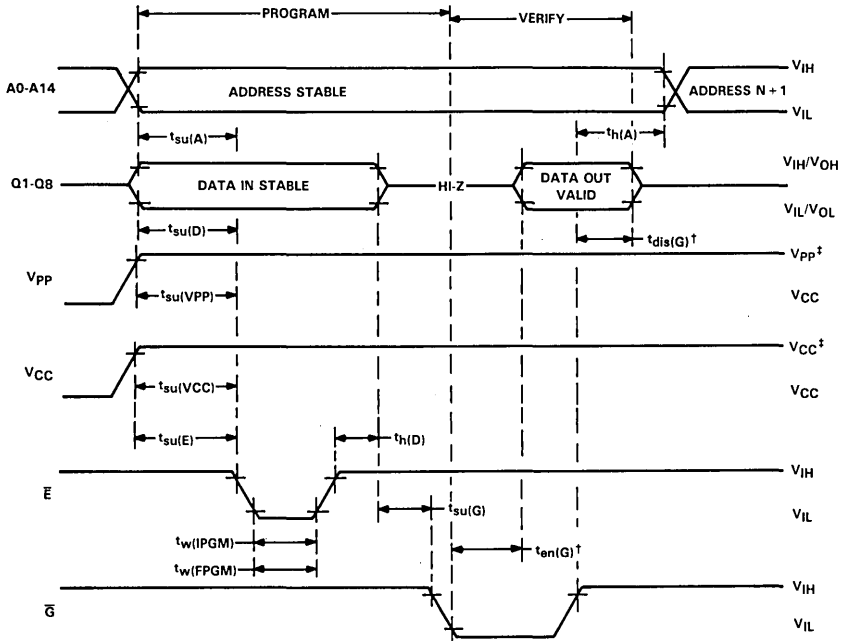 PROGRAM
VERIFY
A0-A14
ADDRESS STABLE
VIH
ADDRESS N + 1
VIL
tsu(A)
th(A)
Q1-Q8
DATA IN STABLE
HI-Z
DATA OUT
VALID
VIH/VOH
VIL/VOL
tsu(D)
tdis(G)†
VPP
VPP‡
tsu(VPP)
VCC
VCC
VCC‡
tsu(VCC)
VCC
tsu(E)
th(D)
E̅
VIH
tsu(G)
VIL
tw(IPGM)
ten(G)†
tw(FPGM)
G̅
VIH
VIL